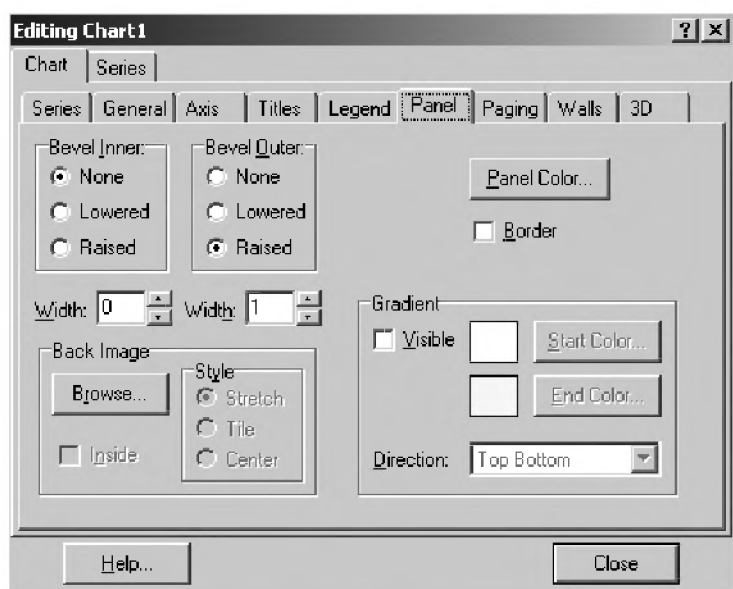 Editing Chart1
Chart Series
Series General Axis Titles Legend Panel Paging Walls 3D
Bevel Inner: Bevel Outer:
None None Panel Color...
Lowered Lowered Border
Raised Raised
Width: 0 Width: 1 Gradient
Visible Start Color...
Back Image
Style
Browse... Stretch End Color...
Tile
Inside Center Direction: Top Bottom
Help... Close